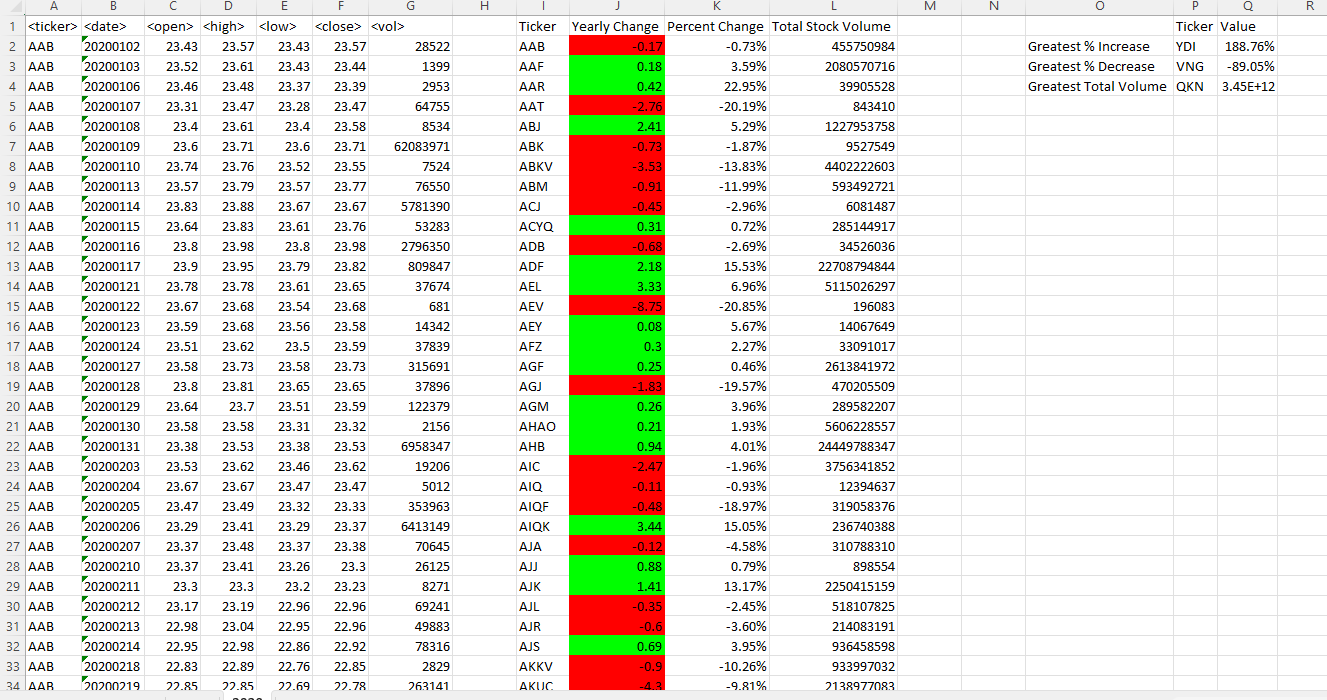 A B C D E F G H I J K L M N O P Q R
1 <ticker> <date> <open> <high> <low> <close> <vol> Ticker Yearly Change Percent Change Total Stock Volume Ticker Value
2 AAB 20200102 23.43 23.57 23.43 23.57 28522 AAB -0.17 -0.73% 455750984 Greatest % Increase YDI 188.76%
3 AAB 20200103 23.52 23.61 23.43 23.44 1399 AAF 0.18 3.59% 2080570716 Greatest % Decrease VNG -89.05%
4 AAB 20200106 23.46 23.48 23.37 23.39 2953 AAR 0.42 22.95% 39905528 Greatest Total Volume QKN 3.45E+12
5 AAB 20200107 23.31 23.47 23.28 23.47 64755 AAT -2.76 -20.19% 843410
6 AAB 20200108 23.4 23.61 23.4 23.58 8534 ABJ 2.41 5.29% 1227953758
7 AAB 20200109 23.6 23.71 23.6 23.71 62083971 ABK -0.73 -1.87% 9527549
8 AAB 20200110 23.74 23.76 23.52 23.55 7524 ABKV -3.53 -13.83% 4402222603
9 AAB 20200113 23.57 23.79 23.57 23.77 76550 ABM -0.91 -11.99% 593492721
10 AAB 20200114 23.83 23.88 23.67 23.67 5781390 ACJ -0.45 -2.96% 6081487
11 AAB 20200115 23.64 23.83 23.61 23.76 53283 ACYQ 0.31 0.72% 285144917
12 AAB 20200116 23.8 23.98 23.8 23.98 2796350 ADB -0.68 -2.69% 34526036
13 AAB 20200117 23.9 23.95 23.79 23.82 809847 ADF 2.18 15.53% 22708794844
14 AAB 20200121 23.78 23.78 23.61 23.65 37674 AEL 3.33 6.96% 5115026297
15 AAB 20200122 23.67 23.68 23.54 23.68 681 AEV -8.75 -20.85% 196083
16 AAB 20200123 23.59 23.68 23.56 23.58 14342 AEY 0.08 5.67% 14067649
17 AAB 20200124 23.51 23.62 23.5 23.59 37839 AFZ 0.3 2.27% 33091017
18 AAB 20200127 23.58 23.73 23.58 23.73 315691 AGF 0.25 0.46% 2613841972
19 AAB 20200128 23.8 23.81 23.65 23.65 37896 AGJ -1.83 -19.57% 470205509
20 AAB 20200129 23.64 23.7 23.51 23.59 122379 AGM 0.26 3.96% 289582207
21 AAB 20200130 23.58 23.58 23.31 23.32 2156 AHAO 0.21 1.93% 5606228557
22 AAB 20200131 23.38 23.53 23.38 23.53 6958347 AHB 0.94 4.01% 24449788347
23 AAB 20200203 23.53 23.62 23.46 23.62 19206 AIC -2.47 -1.96% 3756341852
24 AAB 20200204 23.67 23.67 23.47 23.47 5012 AIQ -0.11 -0.93% 12394637
25 AAB 20200205 23.47 23.49 23.32 23.33 353963 AIQF -0.48 -18.97% 319058376
26 AAB 20200206 23.29 23.41 23.29 23.37 6413149 AIQK 3.44 15.05% 236740388
27 AAB 20200207 23.37 23.48 23.37 23.38 70645 AJA -0.12 -4.58% 310788310
28 AAB 20200210 23.37 23.41 23.26 23.3 26125 AJJ 0.88 0.79% 898554
29 AAB 20200211 23.3 23.3 23.2 23.23 8271 AJK 1.41 13.17% 2250415159
30 AAB 20200212 23.17 23.19 22.96 22.96 69241 AJL -0.35 -2.45% 518107825
31 AAB 20200213 22.98 23.04 22.95 22.96 49883 AJR -0.6 -3.60% 214083191
32 AAB 20200214 22.95 22.98 22.86 22.92 78316 AJS 0.69 3.95% 936458598
33 AAB 20200218 22.83 22.89 22.76 22.85 2829 AKKV -0.9 -10.26% 933997032
34 AAB 20200219 22.85 22.85 22.69 22.78 263141 AKUC -4.3 -9.81% 2138977083